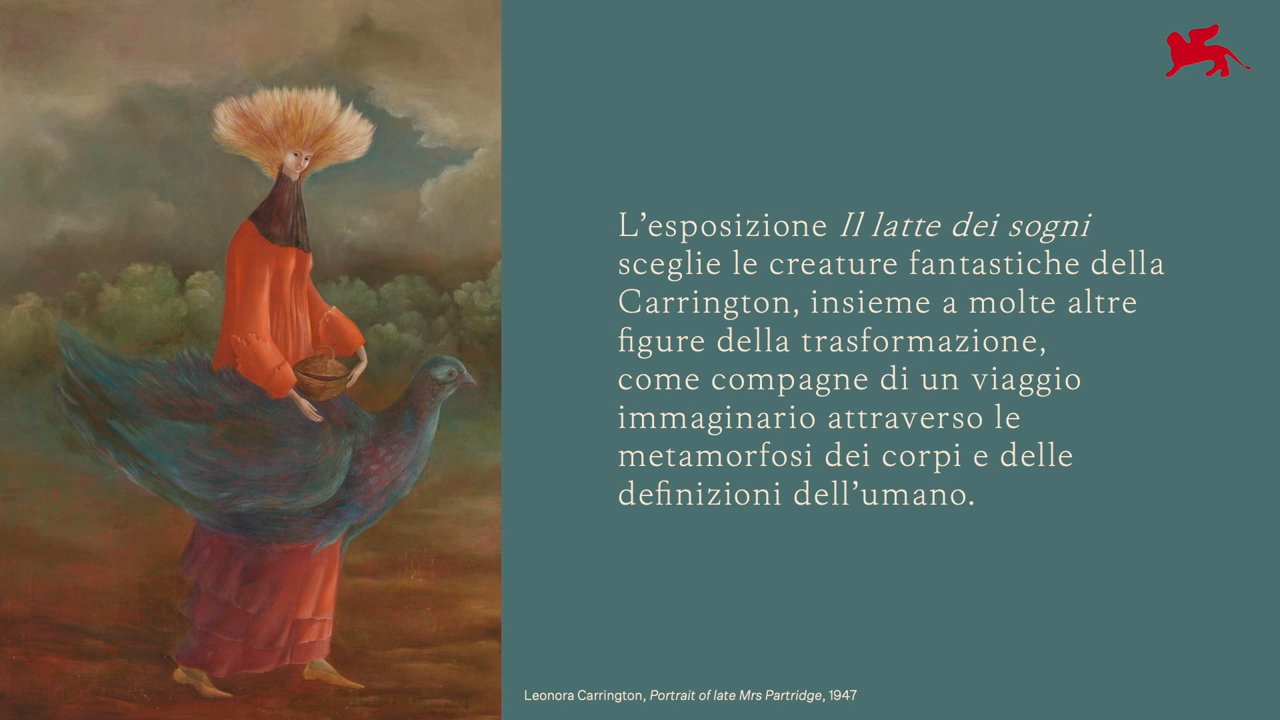 L’esposizione Il latte dei sogni
sceglie le creature fantastiche della
Carrington, insieme a molte altre
figure della trasformazione,
come compagne di un viaggio
immaginario attraverso le
metamorfosi dei corpi e delle
definizioni dell’umano.
Leonora Carrington, Portrait of late Mrs Partridge, 1947